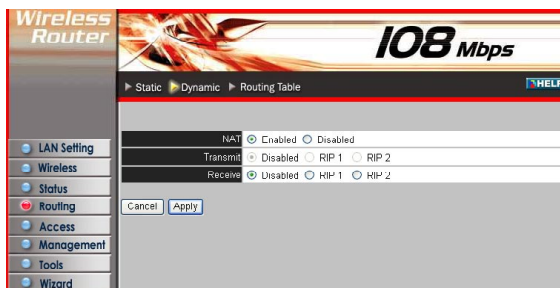 Wireless
Router
108 Mbps
Static Dynamic Routing Table
HELP
LAN Setting
Wireless
Status
Routing
Access
Management
Tools
Wizard
NAT Enabled Disabled
Transmit Disabled RIP 1 RIP 2
Receive Disabled RIP 1 RIP 2
Cancel Apply